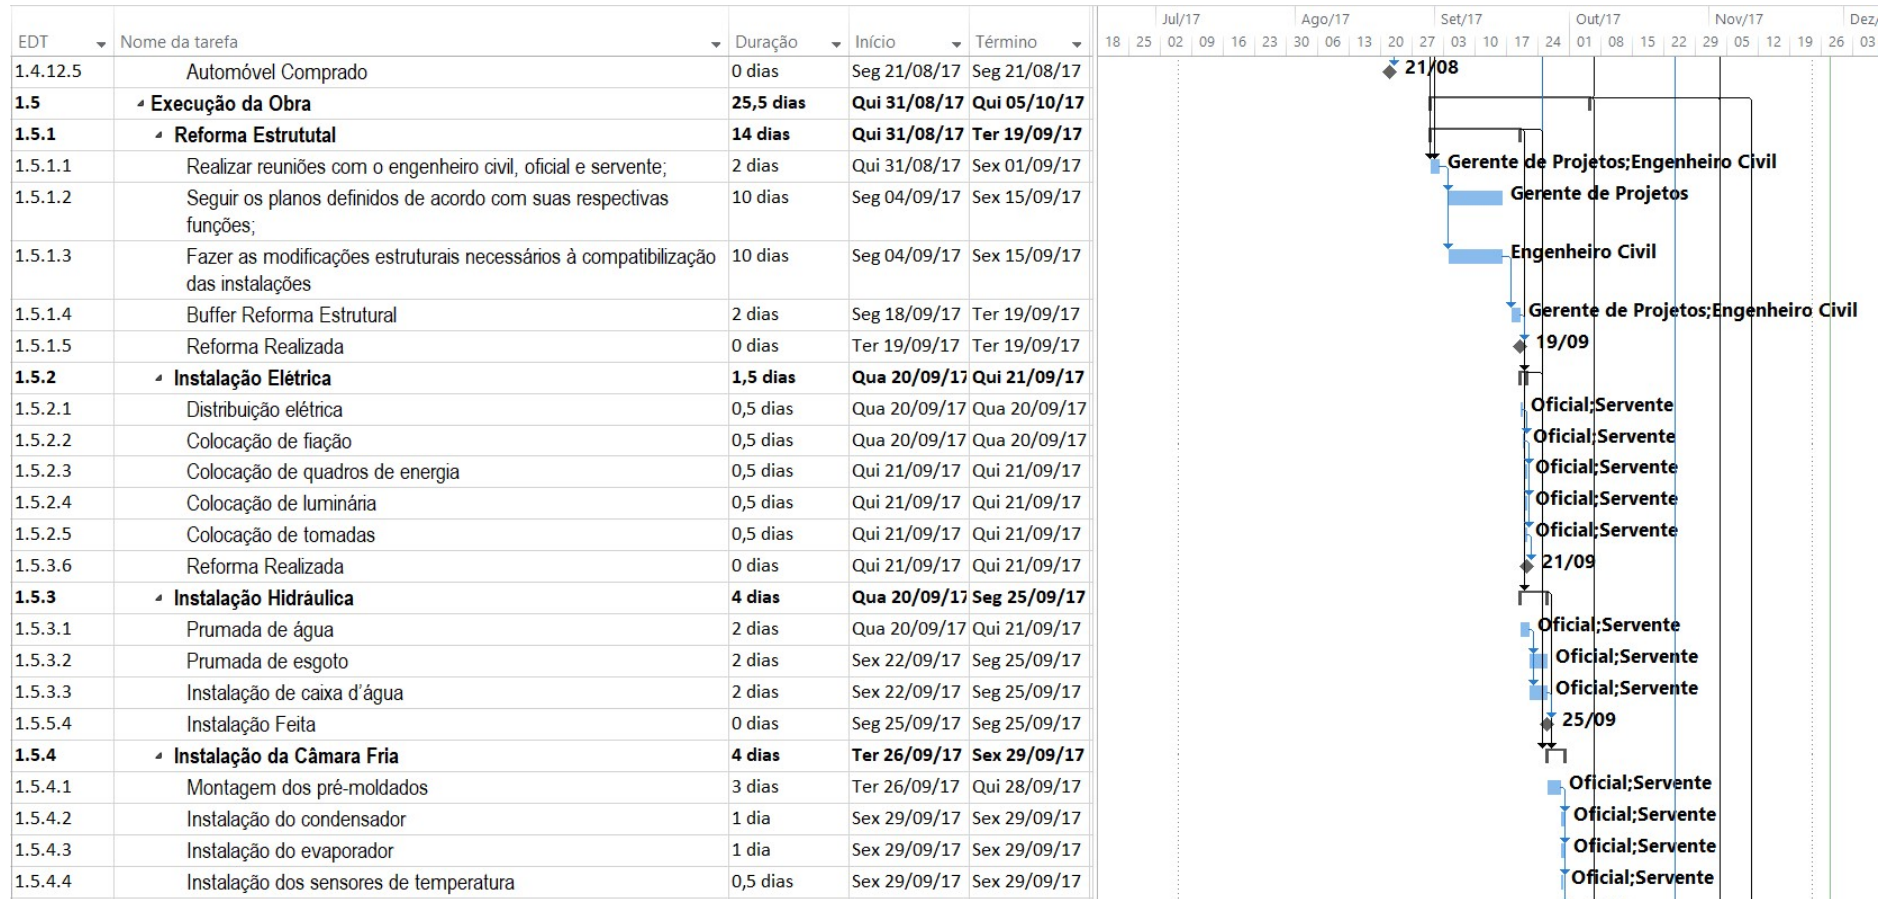 Jul/17 Ago/17 Set/17 Out/17 Nov/17 Dez/
EDT Nome da tarefa Duração Início Término 18 25 02 09 16 23 30 06 13 20 27 03 10 17 24 01 08 15 22 29 05 12 19 26 03
1.4.12.5 Automóvel Comprado 0 dias Seg 21/08/17 Seg 21/08/17 21/08
1.5 Execução da Obra 25,5 dias Qui 31/08/17 Qui 05/10/17
1.5.1 Reforma Estrututal 14 dias Qui 31/08/17 Ter 19/09/17
1.5.1.1 Realizar reuniões com o engenheiro civil, oficial e servente; 2 dias Qui 31/08/17 Sex 01/09/17 Gerente de Projetos;Engenheiro Civil
1.5.1.2 Seguir os planos definidos de acordo com suas respectivas 10 dias Seg 04/09/17 Sex 15/09/17 Gerente de Projetos
funções;
1.5.1.3 Fazer as modificações estruturais necessários à compatibilização 10 dias Seg 04/09/17 Sex 15/09/17 Engenheiro Civil
das instalações
1.5.1.4 Buffer Reforma Estrutural 2 dias Seg 18/09/17 Ter 19/09/17 Gerente de Projetos;Engenheiro Civil
1.5.1.5 Reforma Realizada 0 dias Ter 19/09/17 Ter 19/09/17 19/09
1.5.2 Instalação Elétrica 1,5 dias Qua 20/09/17 Qui 21/09/17
1.5.2.1 Distribuição elétrica 0,5 dias Qua 20/09/17 Qua 20/09/17 Oficial;Servente
1.5.2.2 Colocação de fiação 0,5 dias Qua 20/09/17 Qua 20/09/17 Oficial;Servente
1.5.2.3 Colocação de quadros de energia 0,5 dias Qui 21/09/17 Qui 21/09/17 Oficial;Servente
1.5.2.4 Colocação de luminária 0,5 dias Qui 21/09/17 Qui 21/09/17 Oficial;Servente
1.5.2.5 Colocação de tomadas 0,5 dias Qui 21/09/17 Qui 21/09/17 Oficial;Servente
1.5.3.6 Reforma Realizada 0 dias Qui 21/09/17 Qui 21/09/17 21/09
1.5.3 Instalação Hidráulica 4 dias Qua 20/09/17 Seg 25/09/17
1.5.3.1 Prumada de água 2 dias Qua 20/09/17 Qui 21/09/17 Oficial;Servente
1.5.3.2 Prumada de esgoto 2 dias Sex 22/09/17 Seg 25/09/17 Oficial;Servente
1.5.3.3 Instalação de caixa d'água 2 dias Sex 22/09/17 Seg 25/09/17 Oficial;Servente
1.5.5.4 Instalação Feita 0 dias Seg 25/09/17 Seg 25/09/17 25/09
1.5.4 Instalação da Câmara Fria 4 dias Ter 26/09/17 Sex 29/09/17
1.5.4.1 Montagem dos pré-moldados 3 dias Ter 26/09/17 Qui 28/09/17 Oficial;Servente
1.5.4.2 Instalação do condensador 1 dia Sex 29/09/17 Sex 29/09/17 Oficial;Servente
1.5.4.3 Instalação do evaporador 1 dia Sex 29/09/17 Sex 29/09/17 Oficial;Servente
1.5.4.4 Instalação dos sensores de temperatura 0,5 dias Sex 29/09/17 Sex 29/09/17 Oficial;Servente